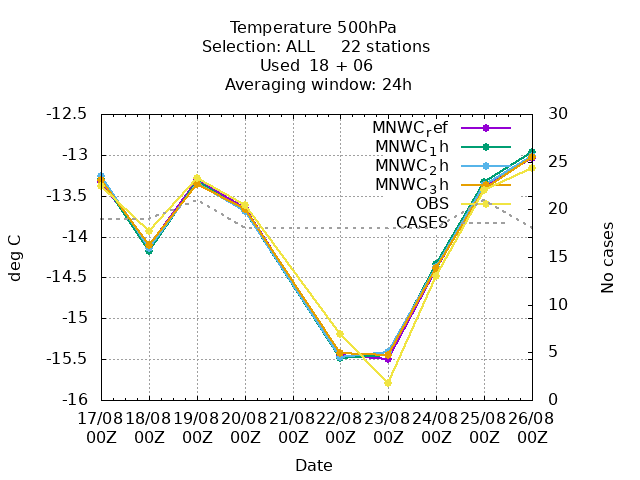 Temperature 500hPa
Selection: ALL     22 stations
Used  18 + 06
Averaging window: 24h
-12.5
-13
-13.5
-14
-14.5
-15
-15.5
-16
30
25
20
15
10
5
0
deg C
No cases
MNWC_ref
MNWC_1h
MNWC_2h
MNWC_3h
OBS
CASES
17/08 18/08 19/08 20/08 21/08 22/08 23/08 24/08 25/08 26/08
00Z 00Z 00Z 00Z 00Z 00Z 00Z 00Z 00Z 00Z
Date